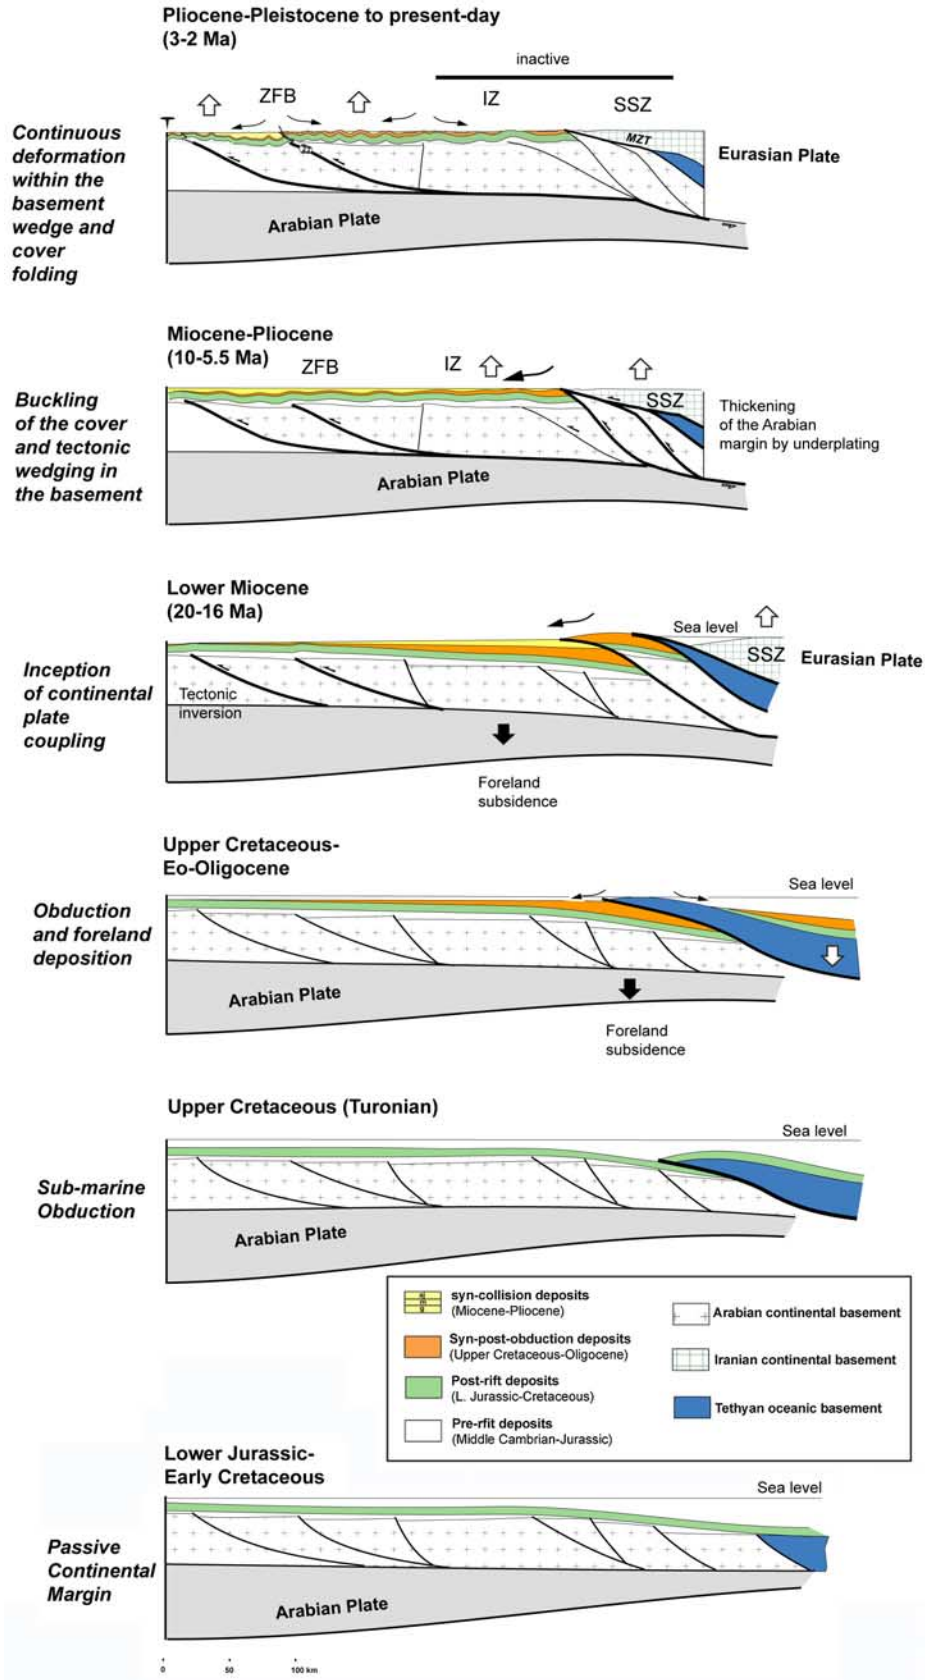 Pliocene-Pleistocene to present-day
(3-2 Ma)
inactive
ZFB
IZ
SSZ
MZT
Continuous
deformation
within the
basement
wedge and
cover
folding
Eurasian Plate
Arabian Plate
Miocene-Pliocene
(10-5.5 Ma)
ZFB
IZ
SSZ
Buckling
of the cover
and tectonic
wedging in
the basement
Thickening
of the Arabian
margin by underplating
Arabian Plate
Lower Miocene
(20-16 Ma)
Sea level
SSZ
Eurasian Plate
Inception
of continental
plate
coupling
Tectonic
inversion
Foreland
subsidence
Upper Cretaceous-
Eo-Oligocene
Sea level
Obduction
and foreland
deposition
Arabian Plate
Foreland
subsidence
Upper Cretaceous (Turonian)
Sea level
Sub-marine
Obduction
Arabian Plate
syn-collision deposits
(Miocene-Pliocene)
Syn-post-obduction deposits
(Upper Cretaceous-Oligocene)
Post-rift deposits
(L. Jurassic-Cretaceous)
Pre-rfit deposits
(Middle Cambrian-Jurassic)
Arabian continental basement
Iranian continental basement
Tethyan oceanic basement
Lower Jurassic-
Early Cretaceous
Sea level
Passive
Continental
Margin
Arabian Plate
0 50 100 km